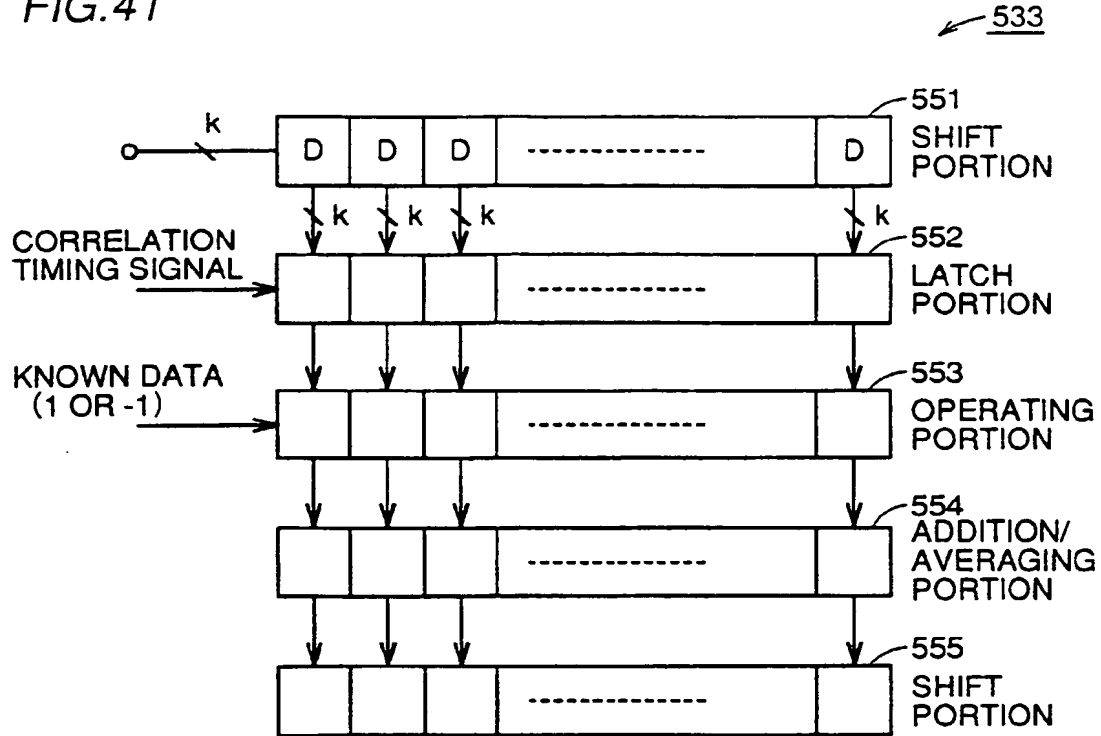 FIG.41
533
551
k
D D D D
SHIFT
PORTION
k k k k
CORRELATION
TIMING SIGNAL
552
LATCH
PORTION
KNOWN DATA
(1 OR -1)
553
OPERATING
PORTION
554
ADDITION/
AVERAGING
PORTION
555
SHIFT
PORTION